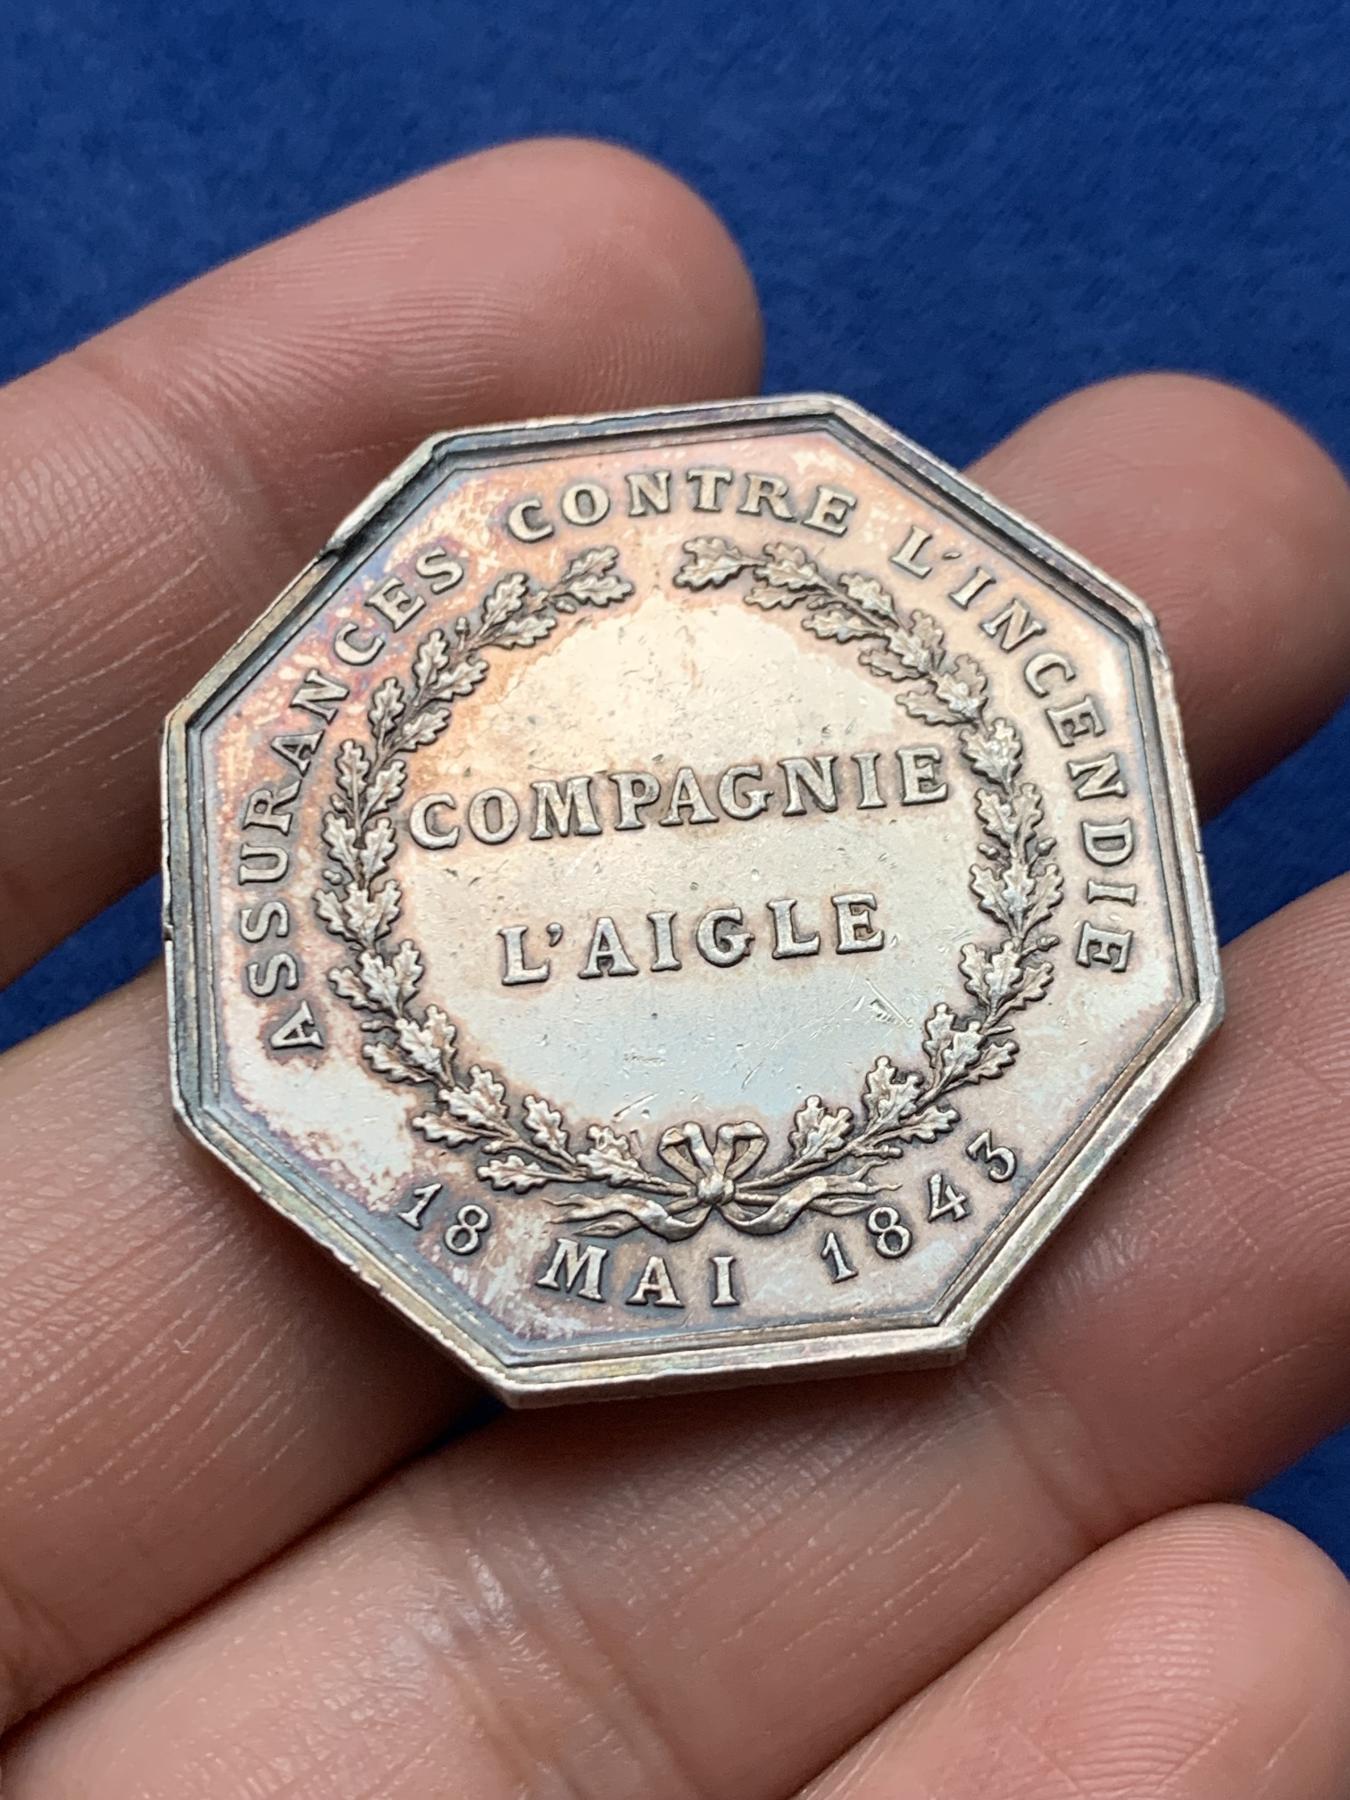 ASSURANCES CONTRE L'INCENDIE
COMPAGNIE
L'AIGLE
18 MAI 1843